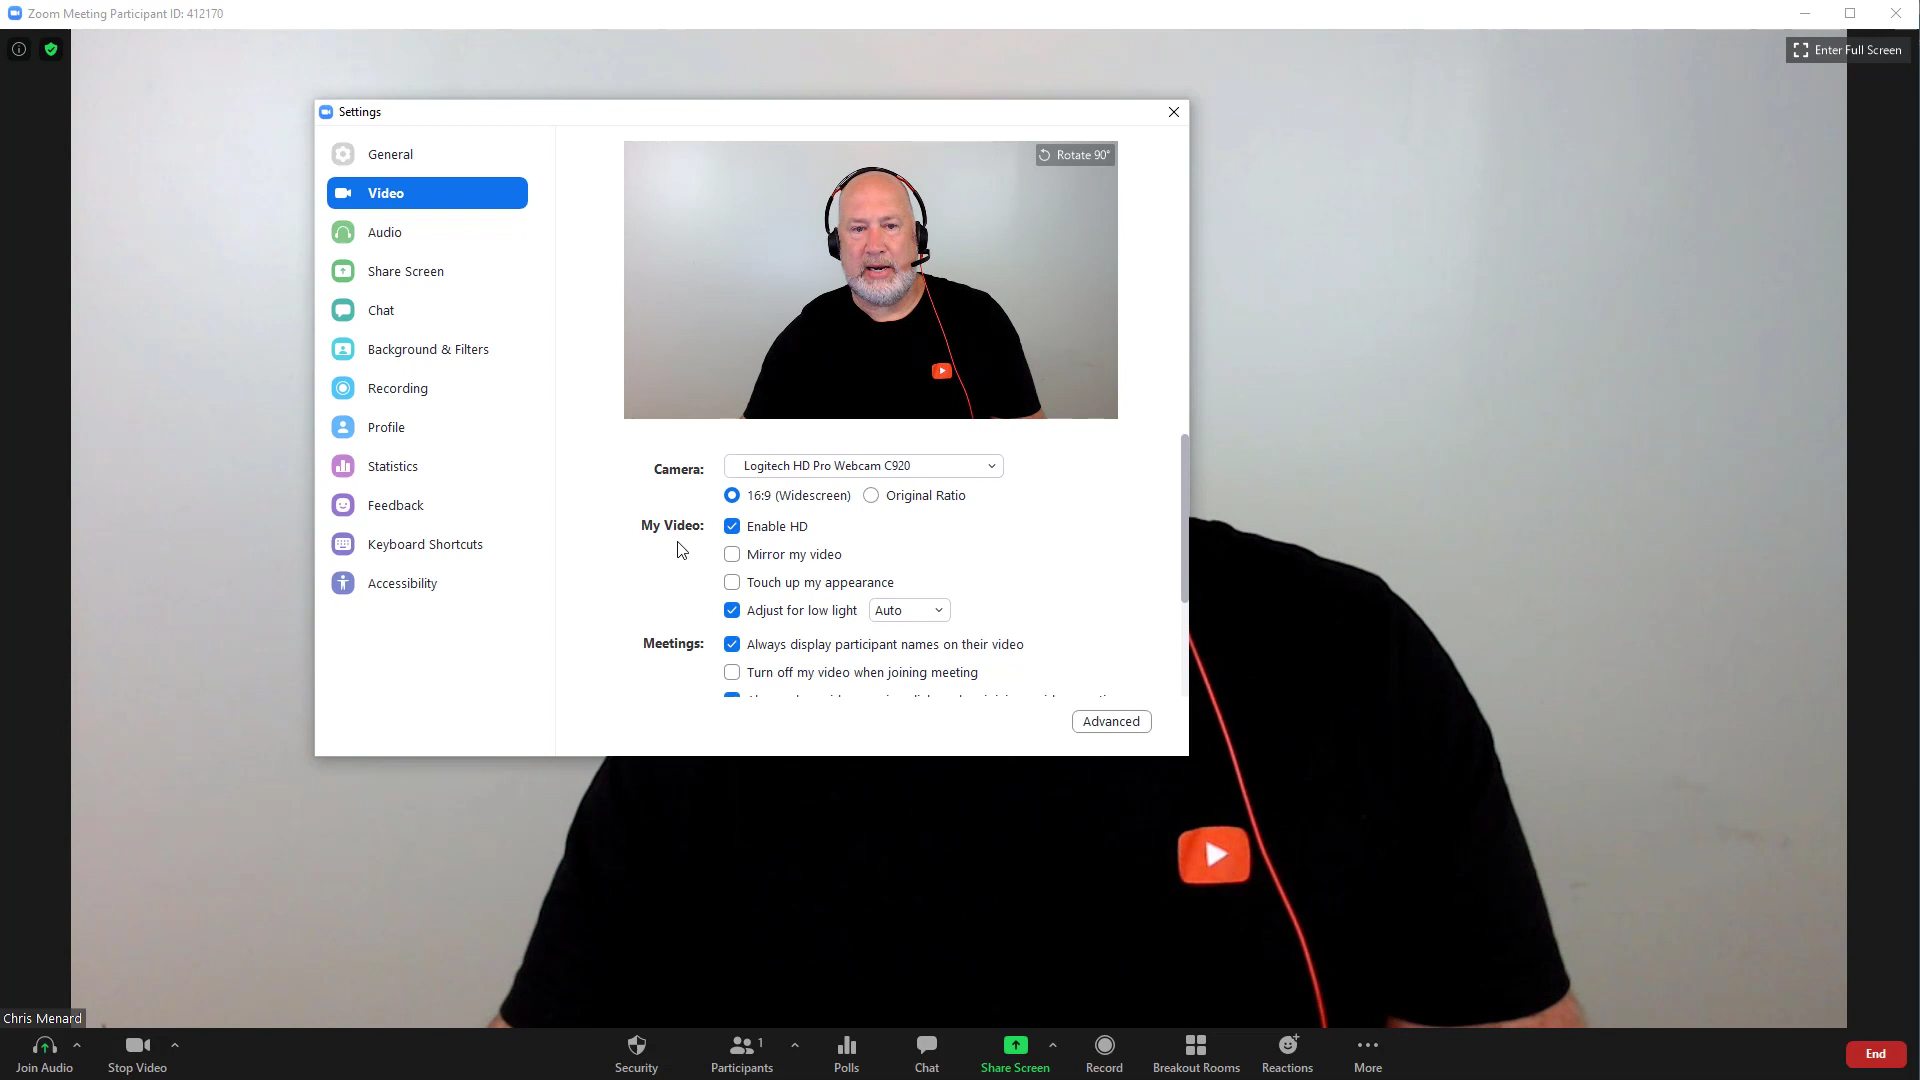 Zoom Meeting Participant ID: 412170
Enter Full Screen
Settings
General
Video
Audio
Share Screen
Chat
Background & Filters
Recording
Profile
Statistics
Feedback
Keyboard Shortcuts
Accessibility
Rotate 90°
Camera:
Logitech HD Pro Webcam C920
16:9 (Widescreen)
Original Ratio
My Video:
Enable HD
Mirror my video
Touch up my appearance
Adjust for low light
Auto
Meetings:
Always display participant names on their video
Turn off my video when joining meeting
Advanced
Chris Menard
Join Audio
Stop Video
Security
1
Participants
Polls
Chat
Share Screen
Record
Breakout Rooms
Reactions
More
End